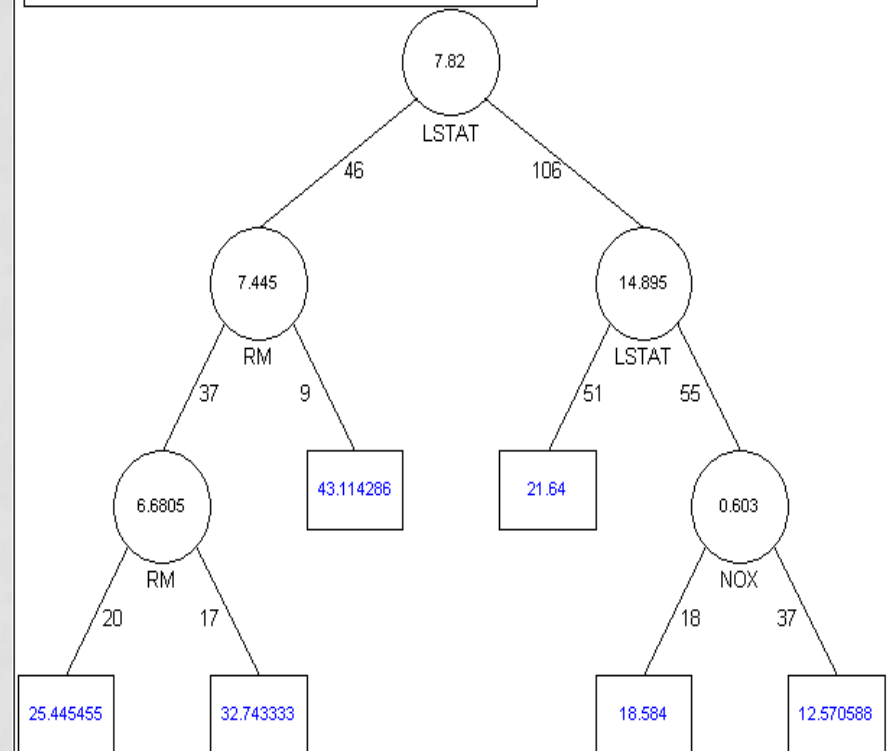 7.82
LSTAT
46 106
7.445 14.895
RM LSTAT
37 9 51 55
6.6805 43.114286 21.64 0.603
RM NOX
20 17 18 37
25.445455 32.743333 18.584 12.570588